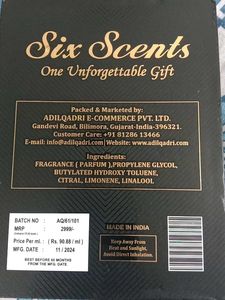 Six Scents
One Unforgettable Gift
Packed & Marketed by:
ADILQADRI E-COMMERCE PVT. LTD.
Gandevi Road, Bilimora, Gujarat-India-396321.
Customer Care: +91 81286 13466
E-mail: info@adilqadri.com|Website: www.adilqadri.com
Ingredients:
FRAGRANCE ( PARFUM ),PROPYLENE GLYCOL,
BUTYLATED HYDROXY TOLUENE,
CITRAL, LIMONENE, LINALOOL
BATCH NO : AQ/61/101
MRP : 2999/-
Price Per ml. : ( Rs. 90.88 / ml )
MFG. DATE : 11 / 2024
BEST BEFORE 60 MONTHS
FROM THE MFG. DATE
MADE IN INDIA
Keep Away From
Heat and Sunlight,
Avoid Direct Inhalation.